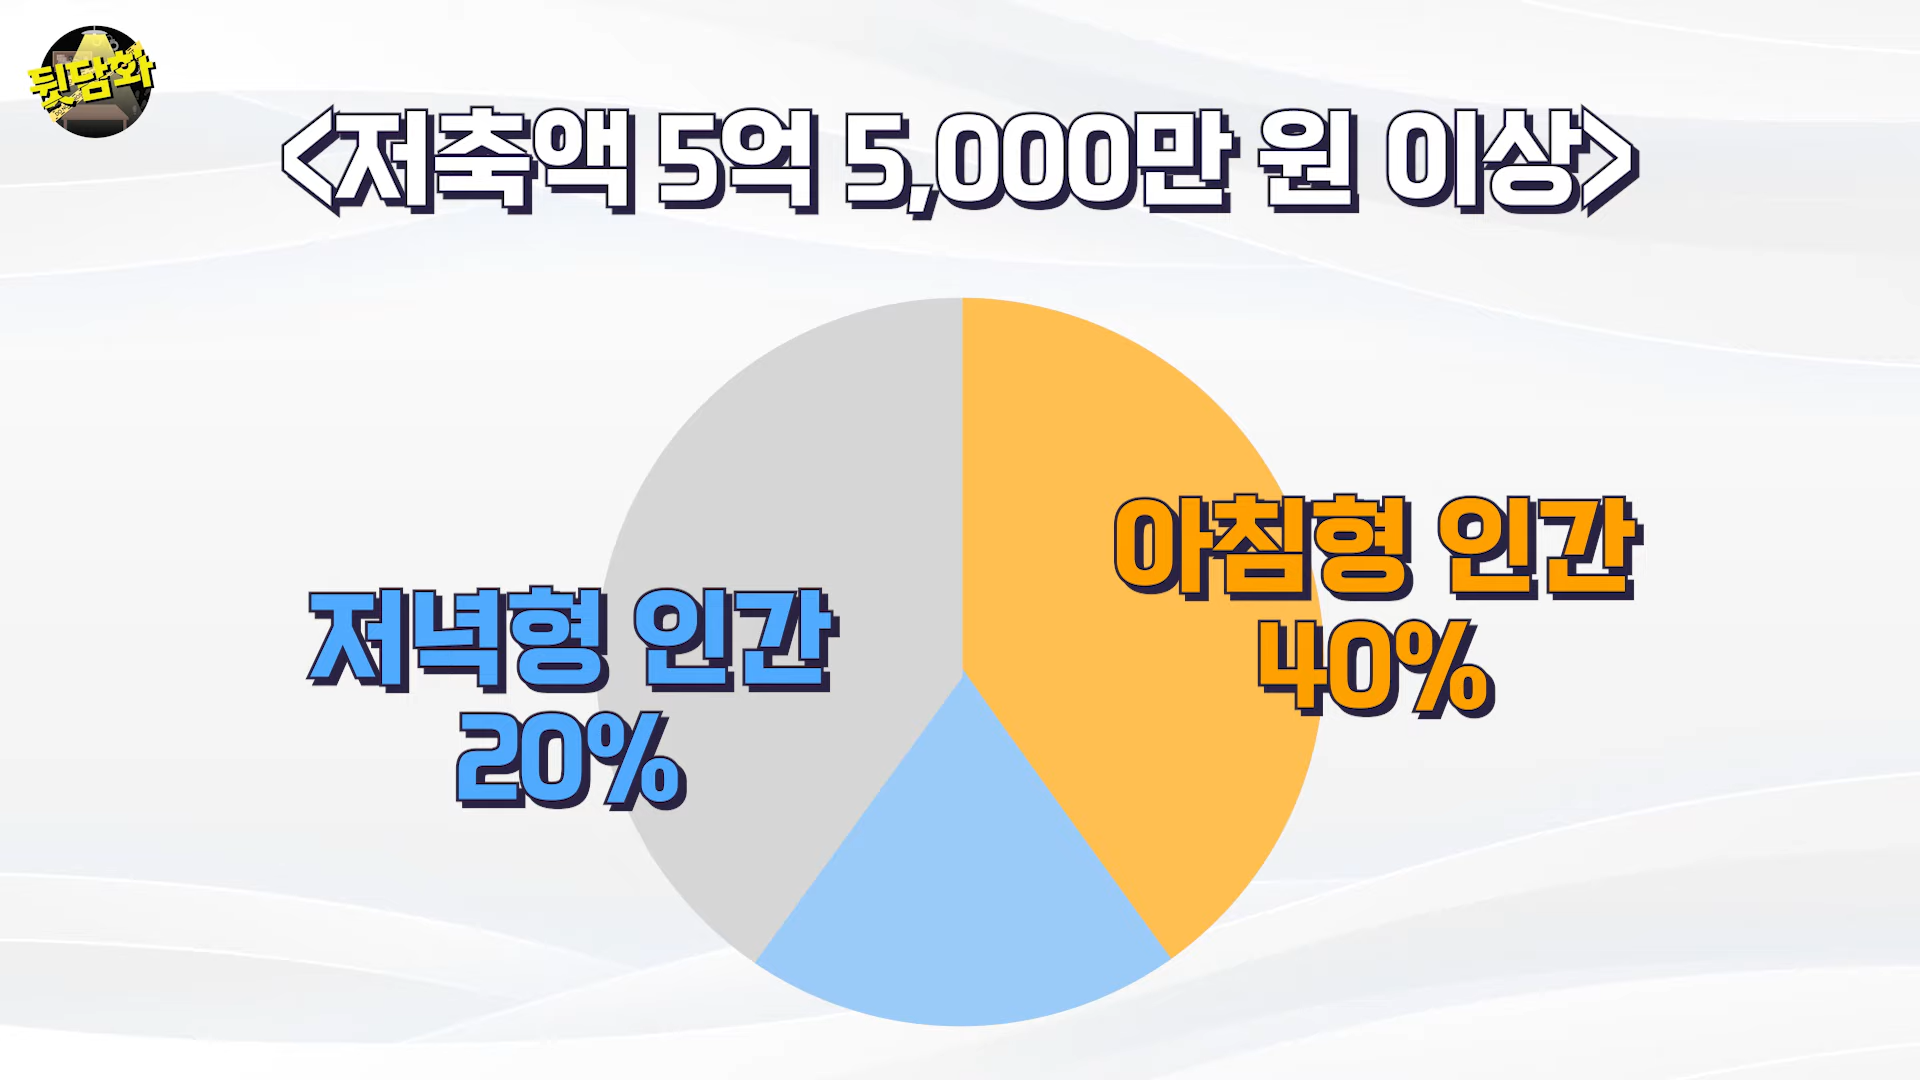 뒷담화
<저축액 5억 5,000만 원 이상>
아침형 인간
40%
저녁형 인간
20%